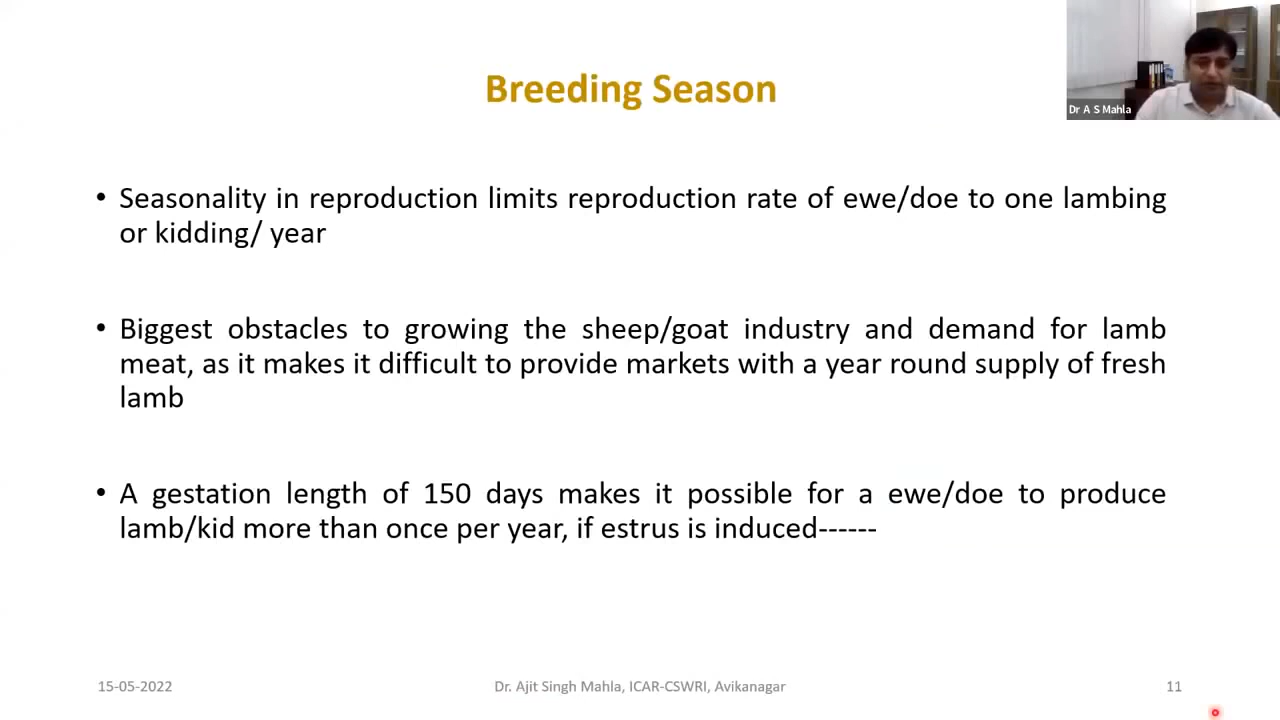 Breeding Season
Dr A S Mahla
• Seasonality in reproduction limits reproduction rate of ewe/doe to one lambing
or kidding/ year
• Biggest obstacles to growing the sheep/goat industry and demand for lamb
meat, as it makes it difficult to provide markets with a year round supply of fresh
lamb
• A gestation length of 150 days makes it possible for a ewe/doe to produce
lamb/kid more than once per year, if estrus is induced------
15-05-2022
Dr. Ajit Singh Mahla, ICAR-CSWRI, Avikanagar
11